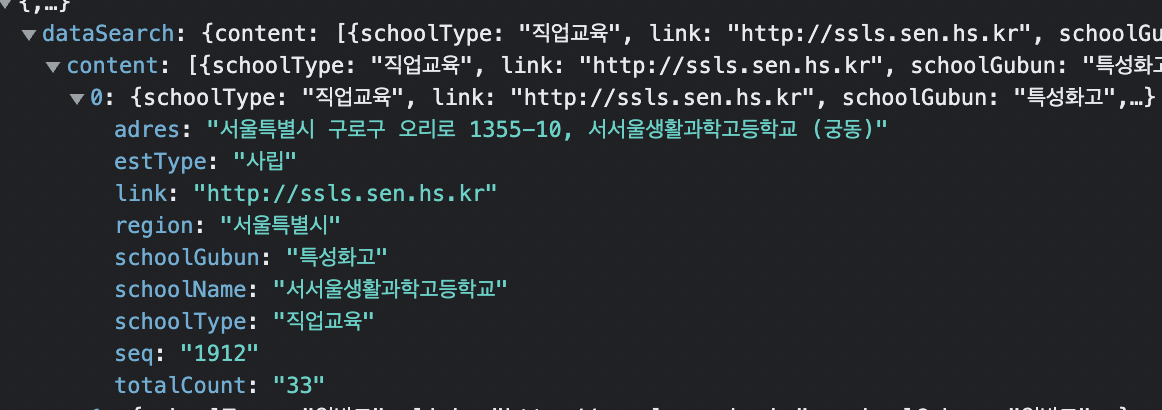 {,…}
dataSearch: {content: [{schoolType: "직업교육", link: "http://ssls.sen.hs.kr", schoolGu
content: [{schoolType: "직업교육", link: "http://ssls.sen.hs.kr", schoolGubun: "특성화고
0: {schoolType: "직업교육", link: "http://ssls.sen.hs.kr", schoolGubun: "특성화고",…}
adres: "서울특별시 구로구 오리로 1355-10, 서서울생활과학고등학교 (궁동)"
estType: "사립"
link: "http://ssls.sen.hs.kr"
region: "서울특별시"
schoolGubun: "특성화고"
schoolName: "서서울생활과학고등학교"
schoolType: "직업교육"
seq: "1912"
totalCount: "33"